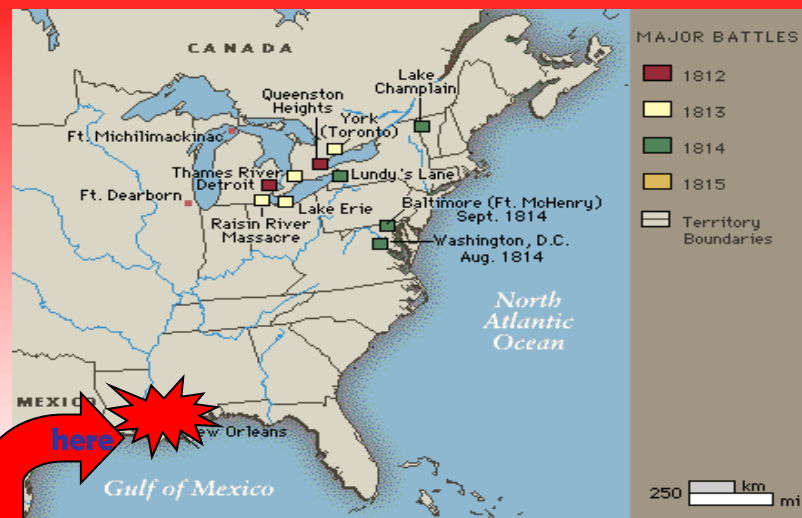 CANADA
Lake
Champlain
Queenston
Heights
York
(Toronto)
Ft. Michilimackinac
Thames River
Detroit
Lundy's Lane
Ft. Dearborn
Lake Erie
Raisin River
Massacre
Baltimore (Ft. McHenry)
Sept. 1814
Washington, D.C.
Aug. 1814
North
Atlantic
Ocean
MEXICO
here
ew Orleans
Gulf of Mexico
MAJOR BATTLES
1812
1813
1814
1815
Territory
Boundaries
250 km
mi